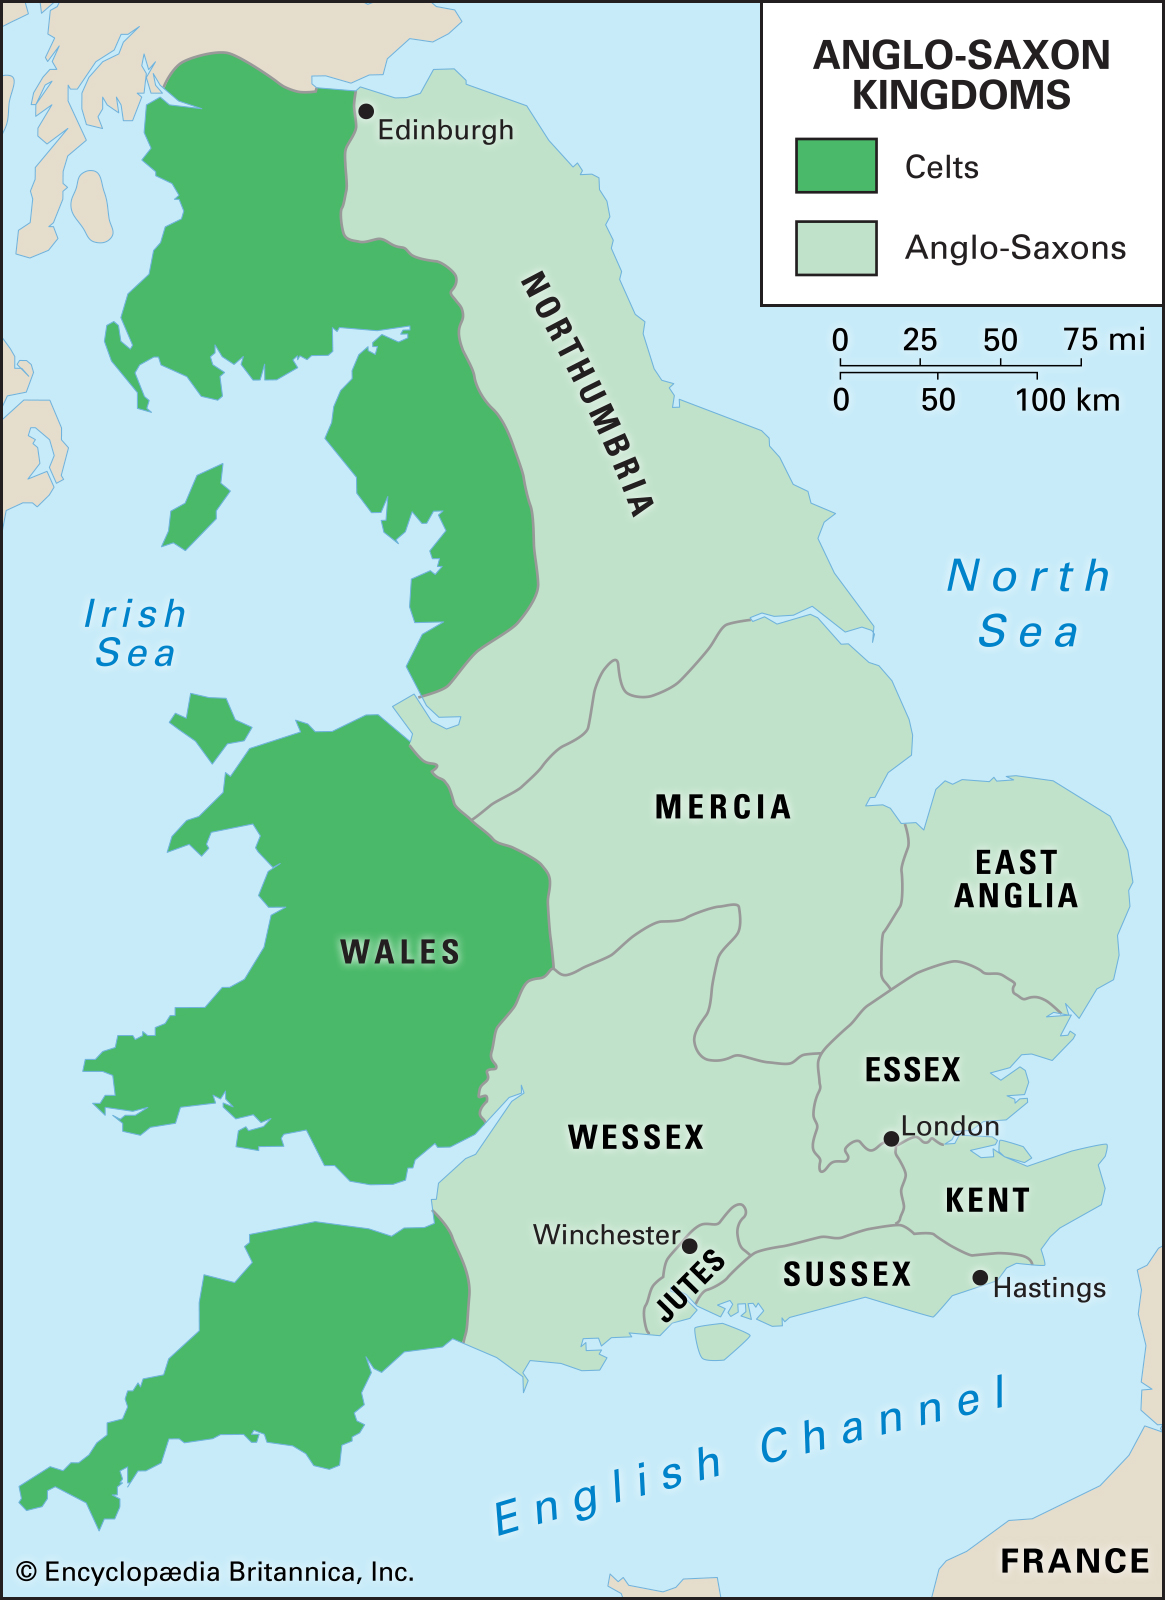 ANGLO-SAXON
KINGDOMS
Celts
Anglo-Saxons
0 25 50 75 mi
0 50 100 km
Edinburgh
NORTHUMBRIA
North
Sea
Irish
Sea
MERCIA
EAST
ANGLIA
WALES
ESSEX
London
WESSEX
KENT
Winchester
JUTES
SUSSEX
Hastings
English Channel
FRANCE
© Encyclopædia Britannica, Inc.